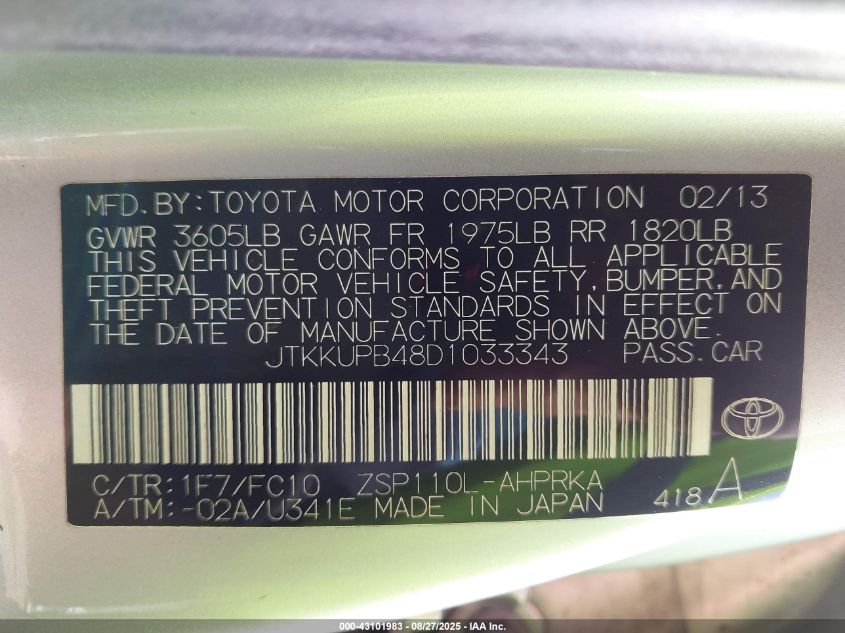 MFD.BY:TOYOTA MOTOR CORPORATION 02/13
GVWR 3605LB GAWR FR 1975LB RR 1820LB
THIS VEHICLE CONFORMS TO ALL APPLICABLE
FEDERAL MOTOR VEHICLE SAFETY,BUMPER,AND
THEFT PREVENTION STANDARDS IN EFFECT ON
THE DATE OF MANUFACTURE SHOWN ABOVE.
JTKKUPB48D1033343 PASS.CAR
C/TR:1F7/FC10 ZSP110L-AHPRKA
A/TM:-02A/U341E MADE IN JAPAN 418A
000-43101983 - 08/27/2025 - IAA Inc.